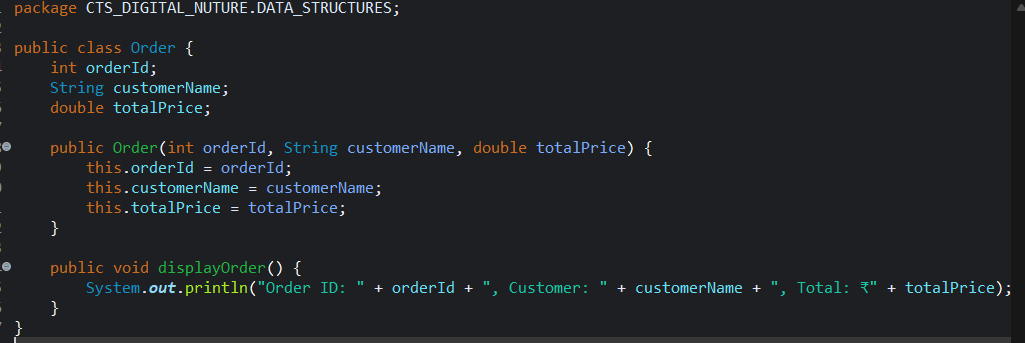 package CTS_DIGITAL_NUTURE.DATA_STRUCTURES;
public class Order {
    int orderId;
    String customerName;
    double totalPrice;
    public Order(int orderId, String customerName, double totalPrice) {
        this.orderId = orderId;
        this.customerName = customerName;
        this.totalPrice = totalPrice;
    }
    public void displayOrder() {
        System.out.println("Order ID: " + orderId + ", Customer: " + customerName + ", Total: ₹" + totalPrice);
    }
}